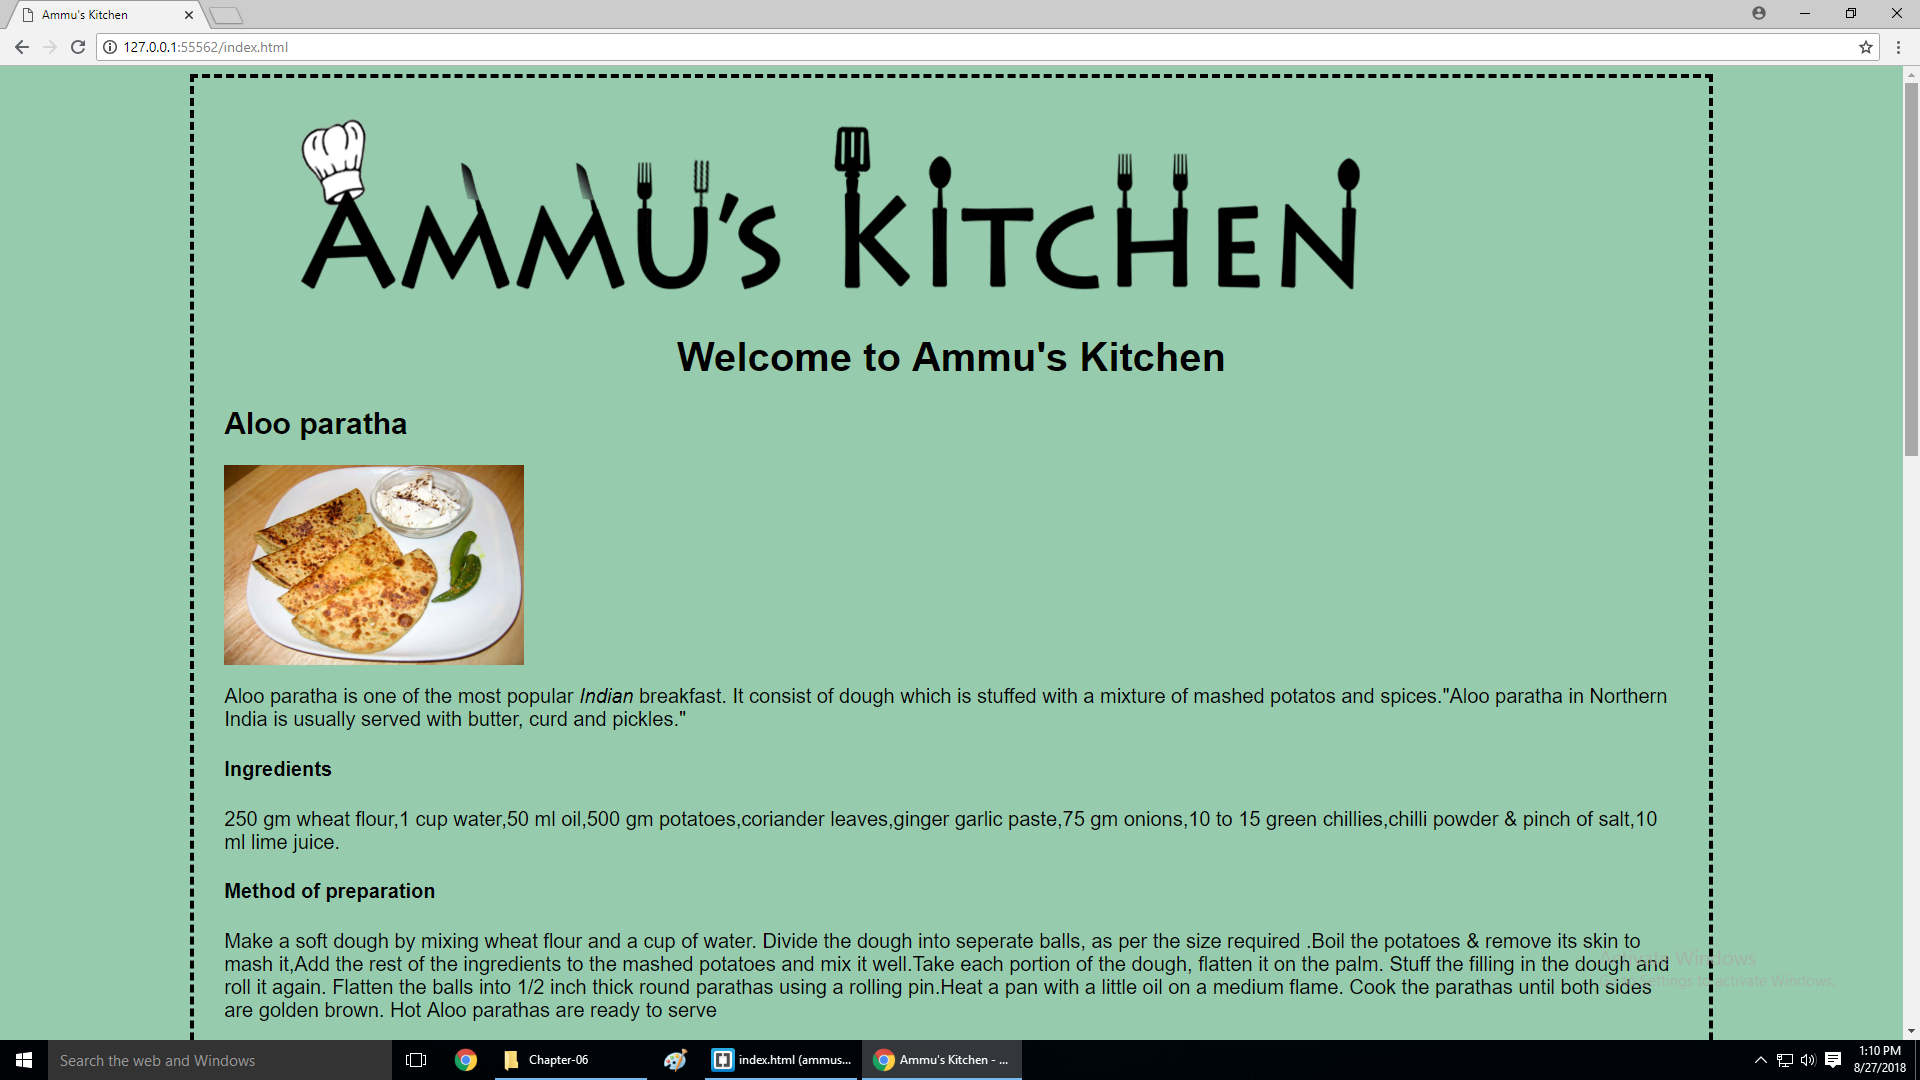 Ammu's Kitchen
127.0.0.1:55562/index.html
AMMU'S KITCHEN
Welcome to Ammu's Kitchen
Aloo paratha
Aloo paratha is one of the most popular Indian breakfast. It consist of dough which is stuffed with a mixture of mashed potatos and spices."Aloo paratha in Northern
India is usually served with butter, curd and pickles."
Ingredients
250 gm wheat flour,1 cup water,50 ml oil,500 gm potatoes,coriander leaves,ginger garlic paste,75 gm onions,10 to 15 green chillies,chilli powder & pinch of salt,10
ml lime juice.
Method of preparation
Make a soft dough by mixing wheat flour and a cup of water. Divide the dough into seperate balls, as per the size required .Boil the potatoes & remove its skin to
mash it,Add the rest of the ingredients to the mashed potatoes and mix it well.Take each portion of the dough, flatten it on the palm. Stuff the filling in the dough and
roll it again. Flatten the balls into 1/2 inch thick round parathas using a rolling pin.Heat a pan with a little oil on a medium flame. Cook the parathas until both sides
are golden brown. Hot Aloo parathas are ready to serve
Activate Windows
Settings to activate Windows.
Search the web and Windows
Chapter-06
index.html (ammus...
Ammu's Kitchen - ...
1:10 PM
8/27/2018